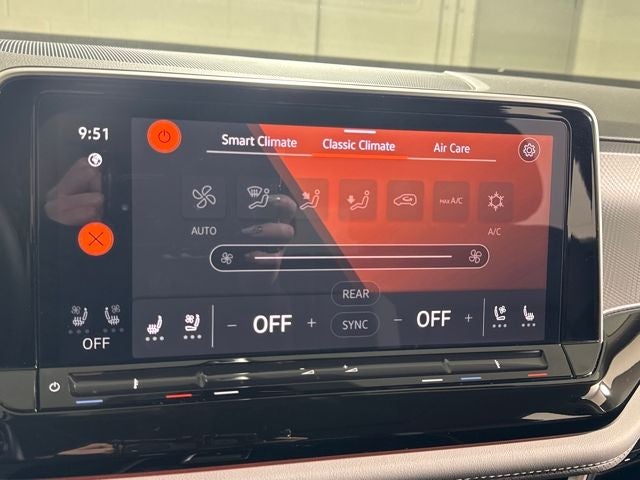 9:51
Smart Climate
Classic Climate
Air Care
MAX A/C
AUTO
A/C
REAR
OFF
- OFF +
SYNC
- OFF +